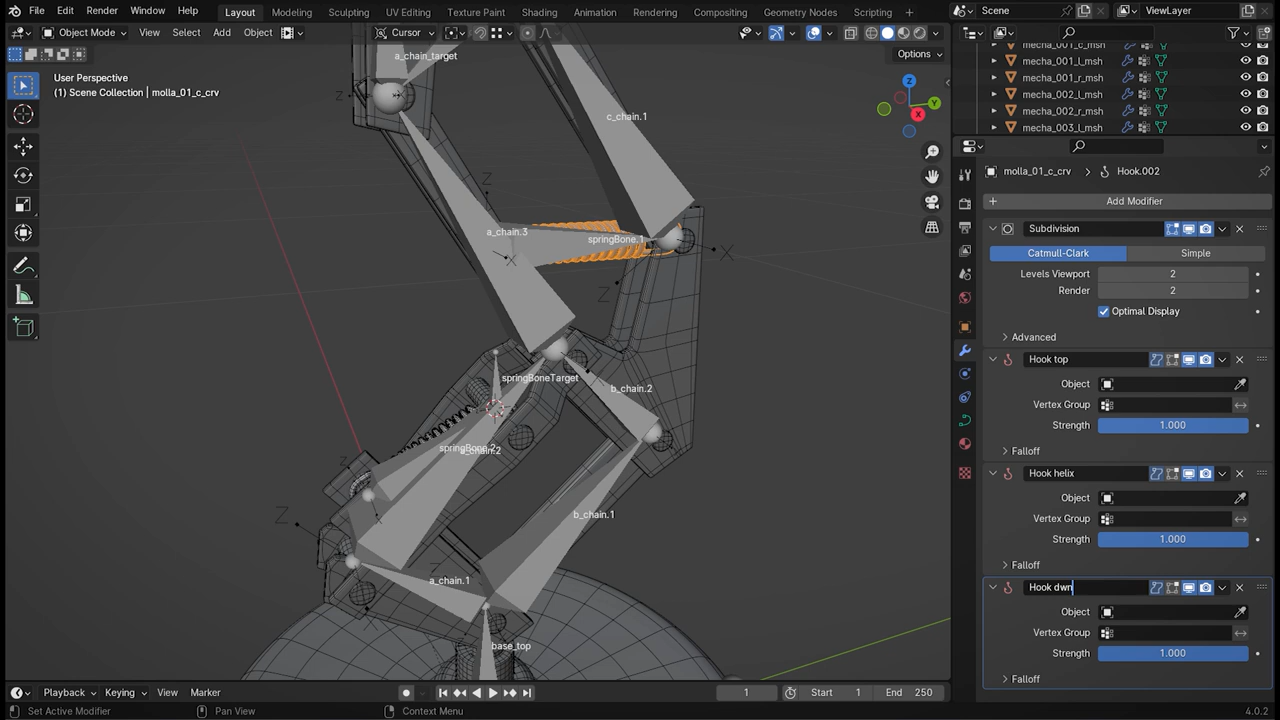 File Edit Render Window Help Layout Modeling Sculpting UV Editing Texture Paint Shading Animation Rendering Compositing Geometry Nodes Scripting + Scene ViewLayer
Object Mode View Select Add Object Cursor
Options
User Perspective
(1) Scene Collection | molla_01_c_crv
mecha_001_c_msh
mecha_001_l_msh
mecha_001_r_msh
mecha_002_l_msh
mecha_002_r_msh
mecha_003_l_msh
a_chain_target
z
c_chain.1
Z
a_chain.3
springBone.1
X
X
Z
springBoneTarget
b_chain.2
springBone.2
Z
b_chain.1
Z
a_chain.1
base_top
Z
Y
X
molla_01_c_crv > Hook.002
+ Add Modifier
Subdivision
Catmull-Clark Simple
Levels Viewport 2
Render 2
Optimal Display
Advanced
Hook top
Object
Vertex Group
Strength 1.000
Falloff
Hook helix
Object
Vertex Group
Strength 1.000
Falloff
Hook dwn
Object
Vertex Group
Strength 1.000
Falloff
Playback Keying View Marker 1 Start 1 End 250
Set Active Modifier Pan View Context Menu 4.0.2